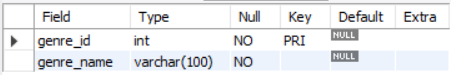 Field Type Null Key Default Extra
genre_id int NO PRI NULL
genre_name varchar(100) NO NULL